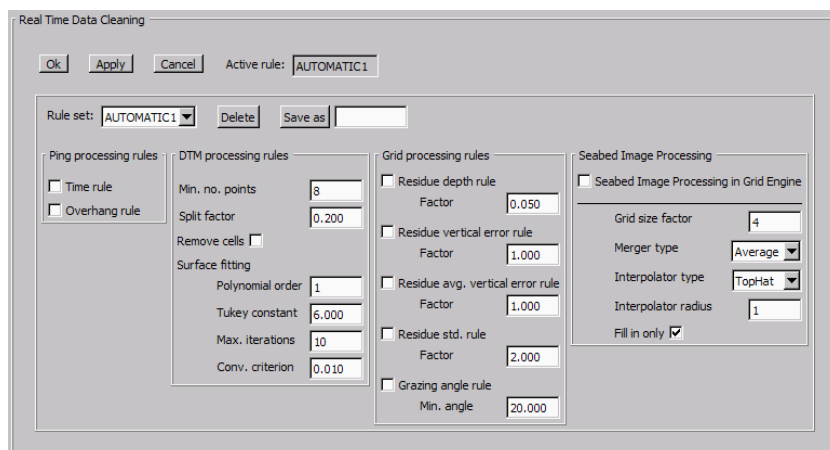 Real Time Data Cleaning
Ok Apply Cancel Active rule: AUTOMATIC1
Rule set: AUTOMATIC1 Delete Save as
Ping processing rules
Time rule
Overhang rule
DTM processing rules
Min. no. points 8
Split factor 0.200
Remove cells
Surface fitting
Polynomial order 1
Tukey constant 6.000
Max. iterations 10
Conv. criterion 0.010
Grid processing rules
Residue depth rule
Factor 0.050
Residue vertical error rule
Factor 1.000
Residue avg. vertical error rule
Factor 1.000
Residue std. rule
Factor 2.000
Grazing angle rule
Min. angle 20.000
Seabed Image Processing
Seabed Image Processing in Grid Engine
Grid size factor 4
Merger type Average
Interpolator type TopHat
Interpolator radius 1
Fill in only